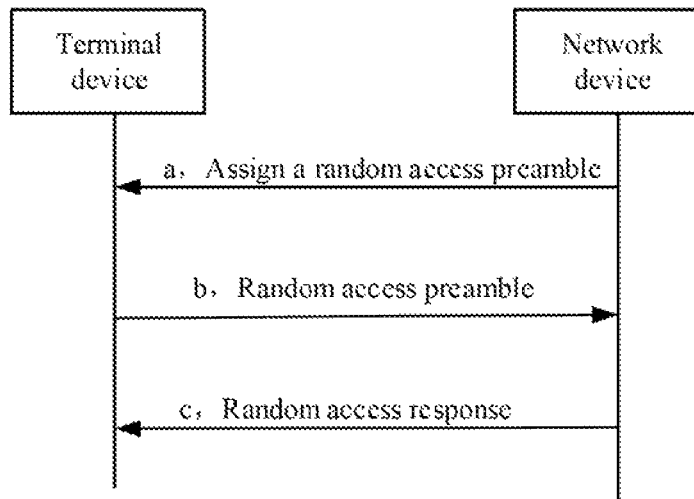 Terminal
device
Network
device
a，Assign a random access preamble
b，Random access preamble
c，Random access response